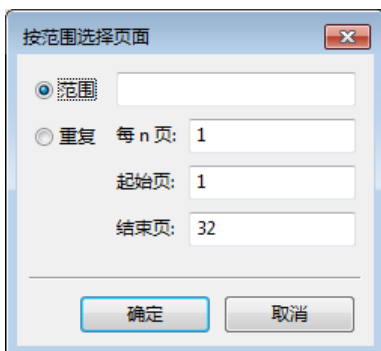 按范围选择页面
范围
重复 每 n 页: 1
起始页: 1
结束页: 32
确定 取消